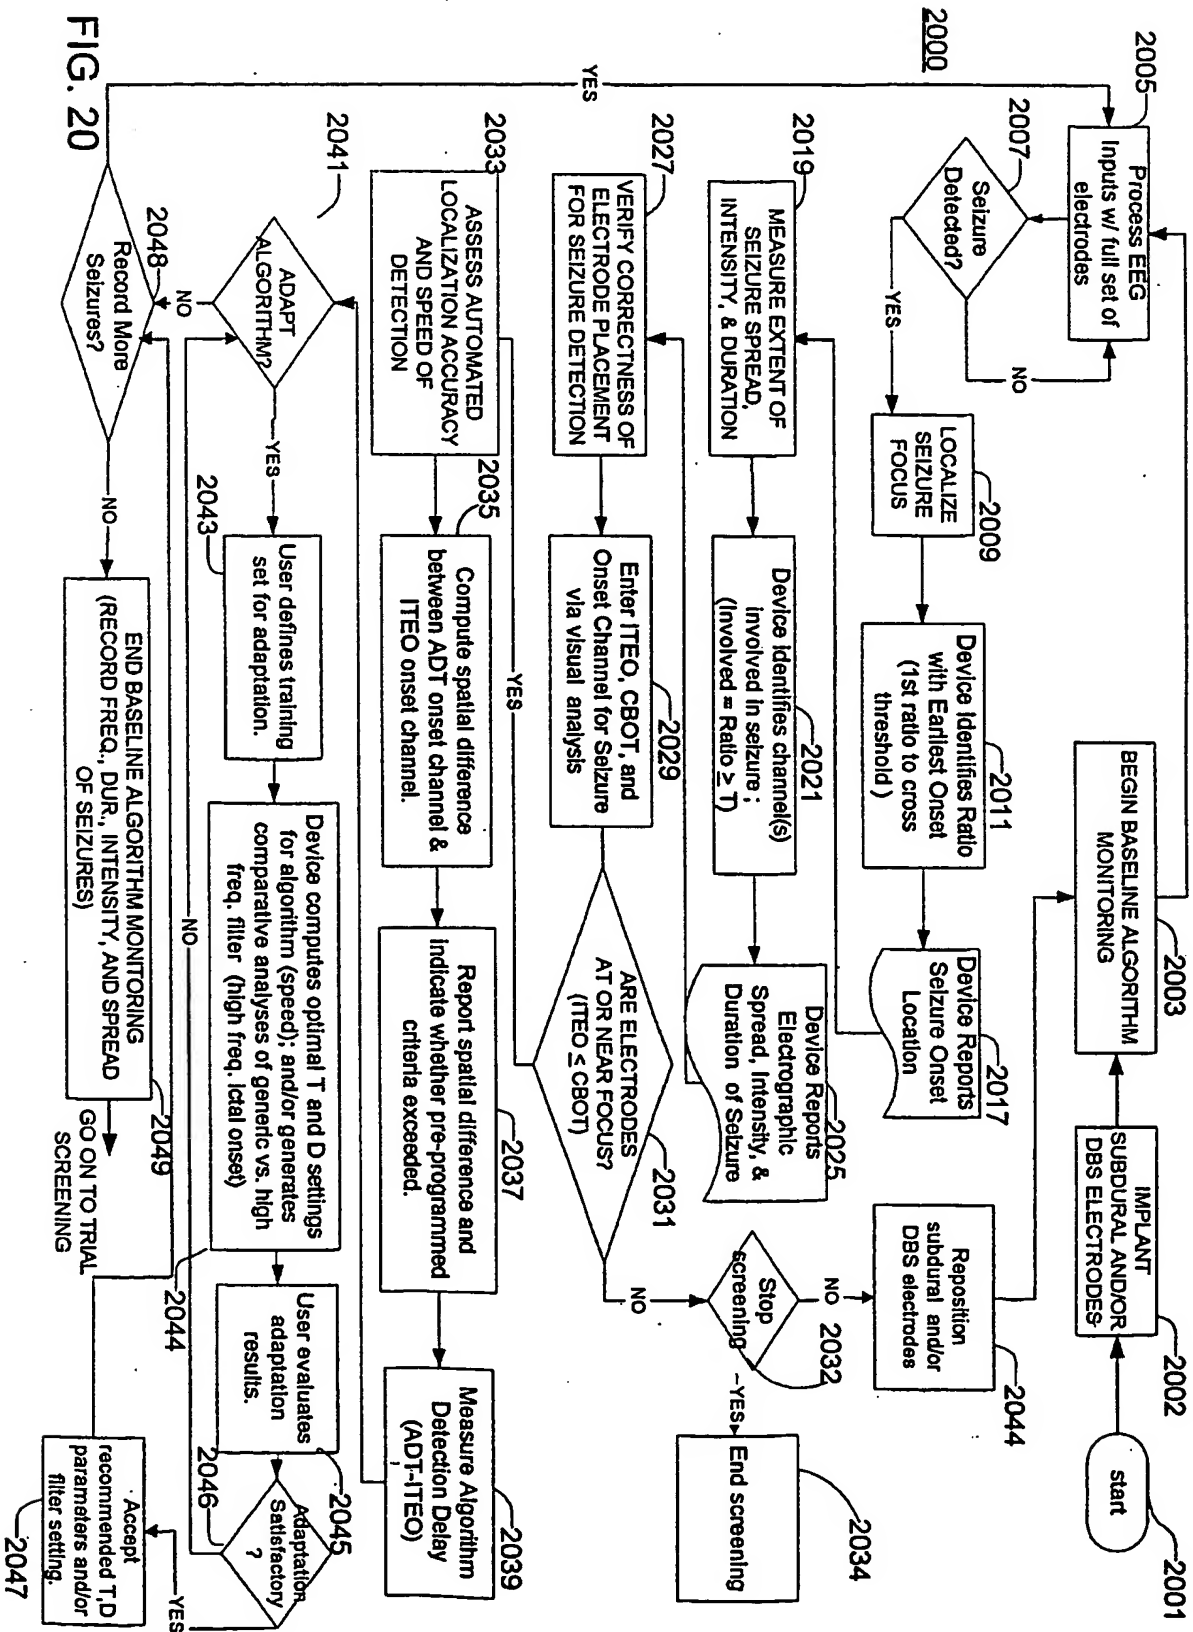 2001
start
2002
IMPLANT
SUBDURAL AND/OR
DBS ELECTRODES
2003
BEGIN BASELINE ALGORITHM
MONITORING
2000
2005
Process EEG
Inputs w/ full set of
electrodes
2007
Seizure
Detected?
NO
YES
LOCALIZE
SEIZURE
FOCUS
2009
Device Identifies Ratio
with Earliest Onset
(1st ratio to cross
threshold )
2011
Device Reports
Seizure Onset
Location
2017
Reposition
subdural and/or
DBS electrodes
2044
2019
MEASURE EXTENT OF
SEIZURE SPREAD,
INTENSITY, & DURATION
Device identifies channel(s)
involved in seizure ;
(Involved = Ratio ≥ T)
2021
Device Reports
Electrographic
Spread, Intensity, &
Duration of Seizure
2025
NO
Stop
screening
2032
YES
End screening
2034
2027
VERIFY CORRECTNESS OF
ELECTRODE PLACEMENT
FOR SEIZURE DETECTION
Enter ITEO, CBOT, and
Onset Channel for Seizure
via visual analysis
2029
ARE ELECTRODES
AT OR NEAR FOCUS?
(ITEO ≤ CBOT)
2031
NO
YES
2033
ASSESS AUTOMATED
LOCALIZATION ACCURACY
AND SPEED OF
DETECTION
2035
Compute spatial difference
between ADT onset channel &
ITEO onset channel.
Report spatial difference and
indicate whether pre-programmed
criteria exceeded.
2037
Measure Algorithm
Detection Delay
(ADT-ITEO)
2039
2041
ADAPT
ALGORITHM?
YES
NO
User defines training
set for adaptation.
2043
Device computes optimal T and D settings
for algorithm (speed); and/or generates
comparative analyses of generic vs. high
freq. filter (high freq. ictal onset)
2044
User evaluates
adaptation
results.
2045
Adaptation
Satisfactory
?
2046
NO
YES
Accept
recommended T,D
parameters and/or
filter setting.
2047
2048
Record More
Seizures?
YES
NO
END BASELINE ALGORITHM MONITORING
(RECORD FREQ., DUR., INTENSITY, AND SPREAD
OF SEIZURES)
2049
GO ON TO TRIAL
SCREENING
FIG. 20